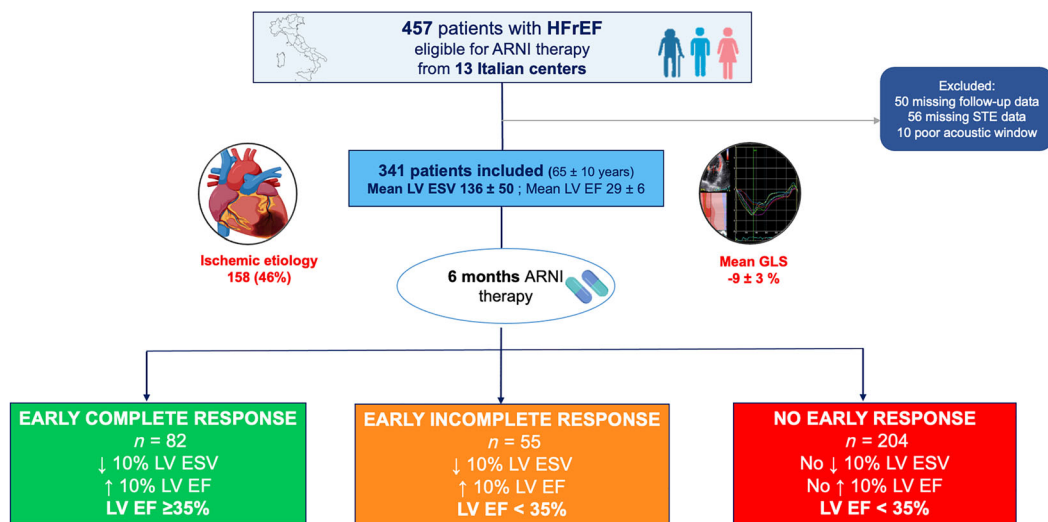 457 patients with HFrEF
eligible for ARNI therapy
from 13 Italian centers
Excluded:
50 missing follow-up data
56 missing STE data
10 poor acoustic window
341 patients included (65 ± 10 years)
Mean LV ESV 136 ± 50 ; Mean LV EF 29 ± 6
Ischemic etiology
158 (46%)
Mean GLS
-9 ± 3 %
6 months ARNI
therapy
EARLY COMPLETE RESPONSE
n = 82
↓ 10% LV ESV
↑ 10% LV EF
LV EF ≥35%
EARLY INCOMPLETE RESPONSE
n = 55
↓ 10% LV ESV
↑ 10% LV EF
LV EF < 35%
NO EARLY RESPONSE
n = 204
No ↓ 10% LV ESV
No ↑ 10% LV EF
LV EF < 35%